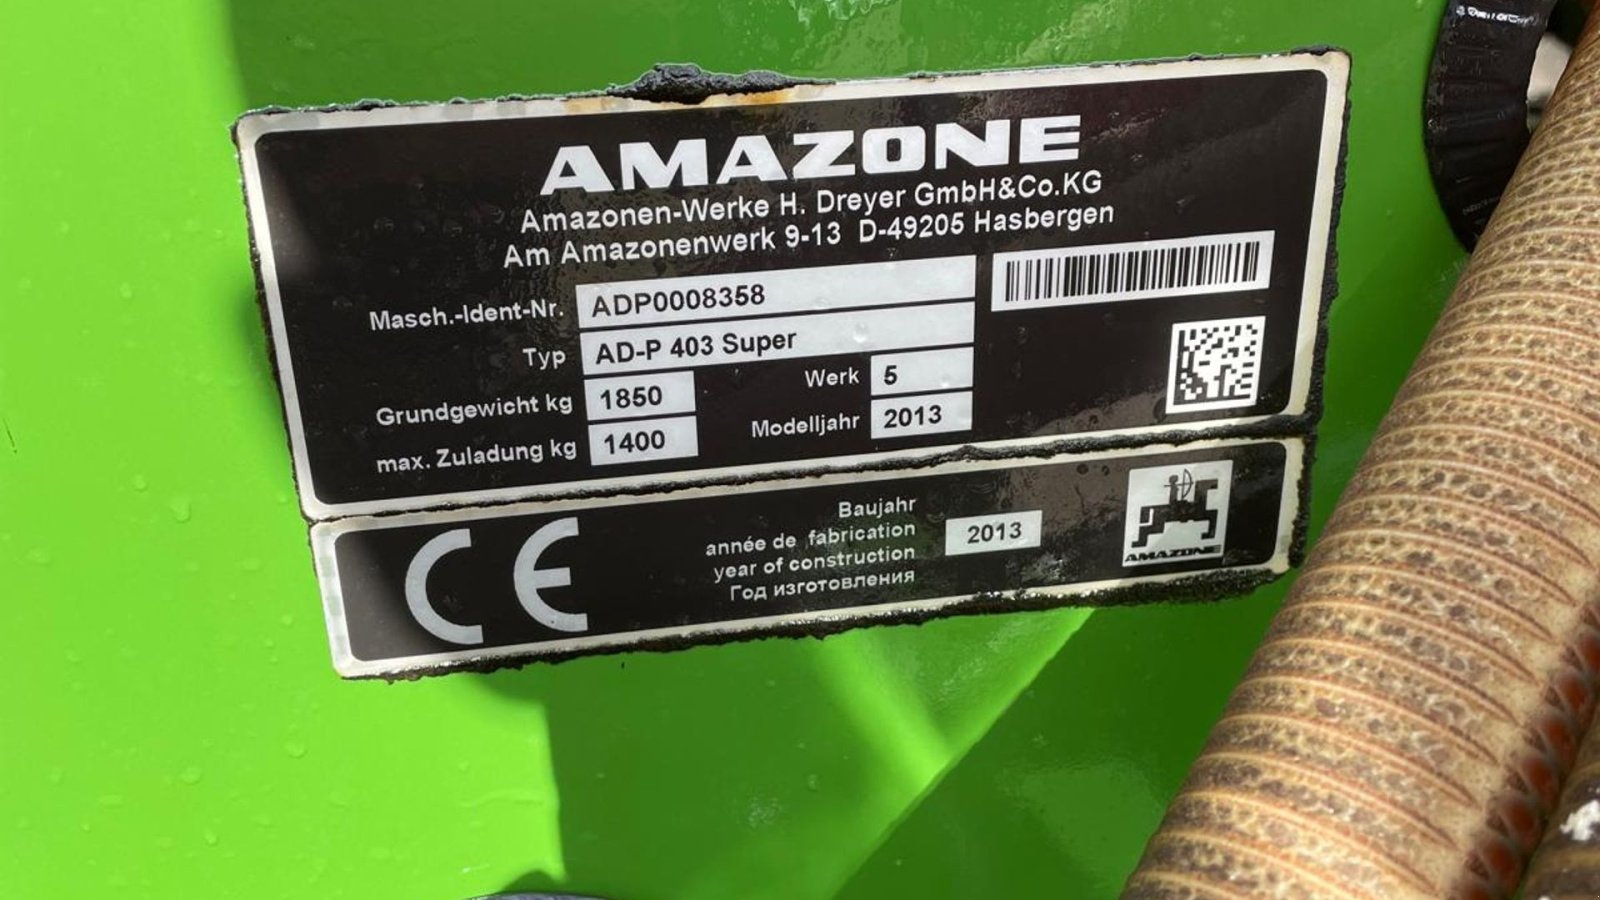 AMAZONE
Amazonen-Werke H. Dreyer GmbH&Co.KG
Am Amazonenwerk 9-13 D-49205 Hasbergen
Masch.-Ident-Nr. ADP0008358
Typ AD-P 403 Super
Grundgewicht kg 1850 Werk 5
max. Zuladung kg 1400 Modelljahr 2013
CE
Baujahr
année de fabrication
year of construction
Год изготовления
2013
AMAZONE